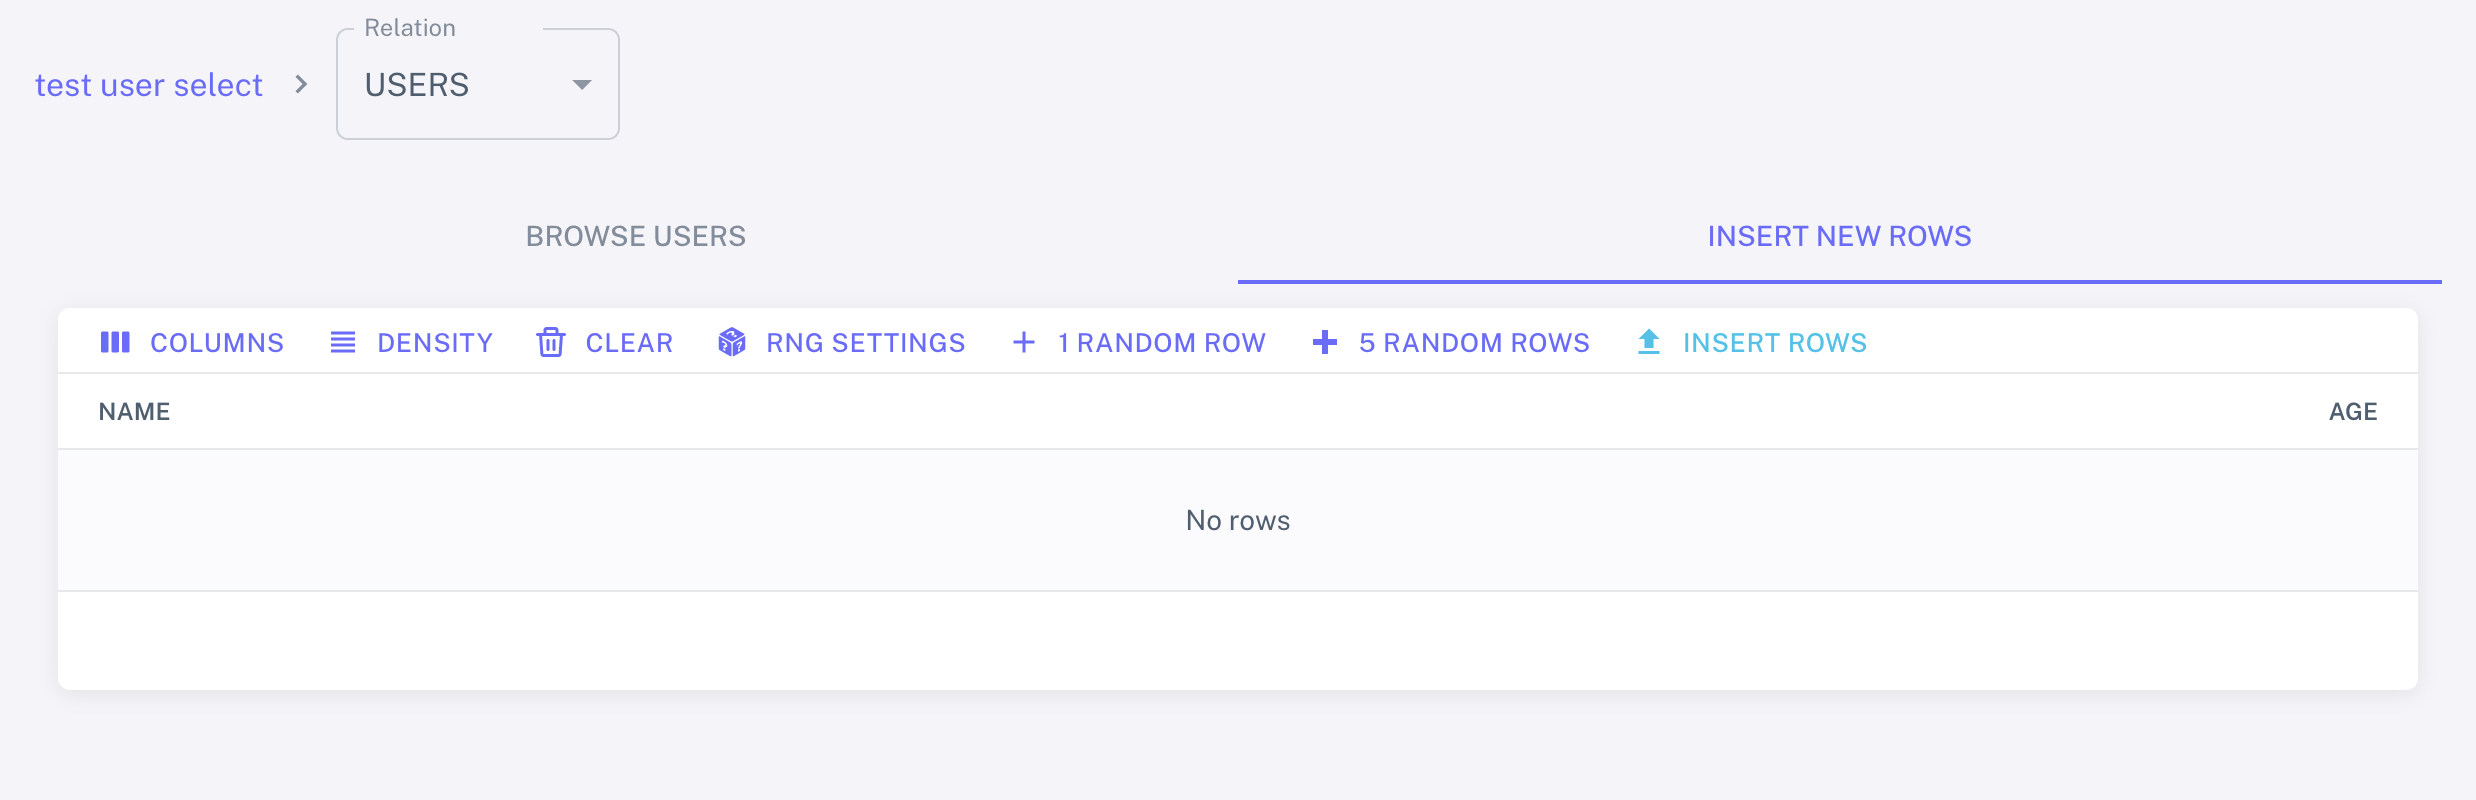 Relation
test user select > USERS
BROWSE USERS INSERT NEW ROWS
COLUMNS DENSITY CLEAR RNG SETTINGS + 1 RANDOM ROW + 5 RANDOM ROWS INSERT ROWS
NAME AGE
No rows